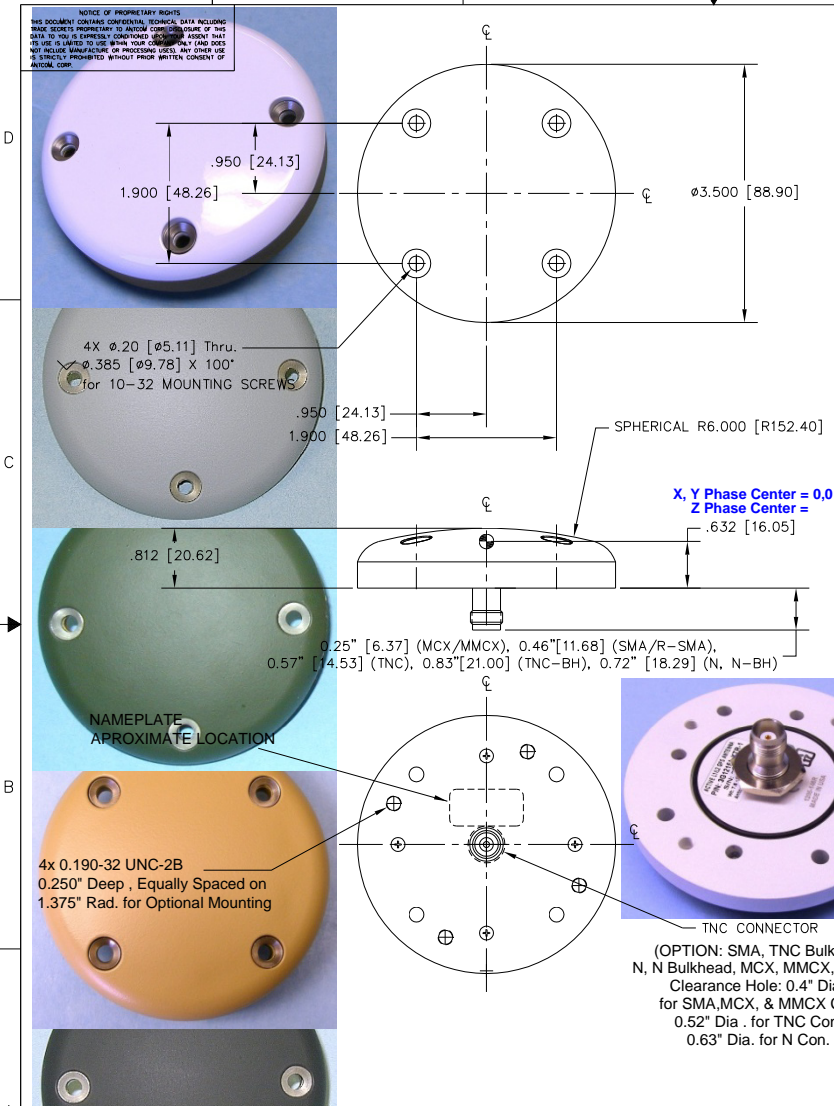 NOTICE OF PROPRIETARY RIGHTS
THIS DOCUMENT CONTAINS CONFIDENTIAL TECHNICAL DATA INCLUDING
TRADE SECRETS PROPRIETARY TO ANTCOM CORP. DISCLOSURE OF THIS
DATA TO YOU IS EXPRESSLY CONDITIONED UPON YOUR ASSENT THAT
ITS USE IS LIMITED TO USE WITHIN YOUR COMPANY ONLY (AND DOES
NOT INCLUDE MANUFACTURE OR PROCESSING USES). ANY OTHER USE
IS STRICTLY PROHIBITED WITHOUT PRIOR WRITTEN CONSENT OF
ANTCOM, CORP.
D
.950 [24.13]
1.900 [48.26]
ø3.500 [88.90]
4X ø.20 [ø5.11] Thru.
ø.385 [ø9.78] X 100°
for 10-32 MOUNTING SCREWS
.950 [24.13]
1.900 [48.26]
SPHERICAL R6.000 [R152.40]
C
X, Y Phase Center = 0,0
Z Phase Center =
.632 [16.05]
.812 [20.62]
0.25" [6.37] (MCX/MMCX), 0.46"[11.68] (SMA/R-SMA),
0.57" [14.53] (TNC), 0.83"[21.00] (TNC-BH), 0.72" [18.29] (N, N-BH)
NAMEPLATE
APROXIMATE LOCATION
B
4x 0.190-32 UNC-2B
0.250" Deep , Equally Spaced on
1.375" Rad. for Optional Mounting
TNC CONNECTOR
(OPTION: SMA, TNC Bulk
N, N Bulkhead, MCX, MMCX,
Clearance Hole: 0.4" Dia
for SMA,MCX, & MMCX
0.52" Dia . for TNC Con
0.63" Dia. for N Con.